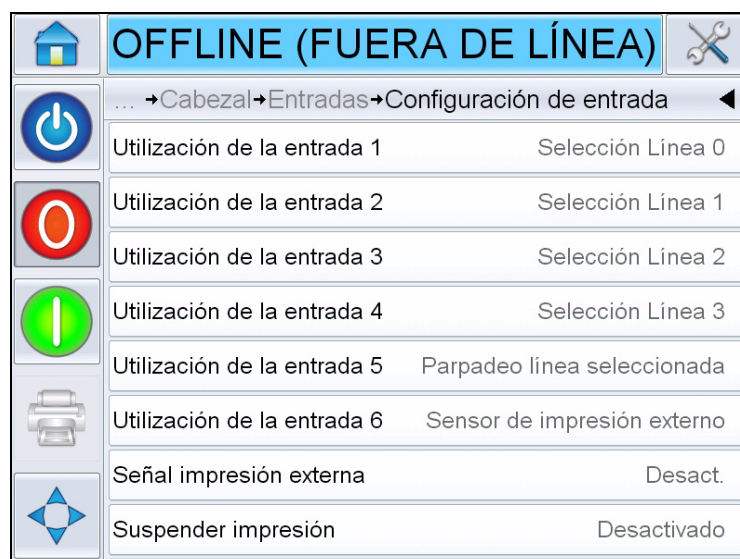 OFFLINE (FUERA DE LÍNEA)
... →Cabezal→Entradas→Configuración de entrada
Utilización de la entrada 1 Selección Línea 0
Utilización de la entrada 2 Selección Línea 1
Utilización de la entrada 3 Selección Línea 2
Utilización de la entrada 4 Selección Línea 3
Utilización de la entrada 5 Parpadeo línea seleccionada
Utilización de la entrada 6 Sensor de impresión externo
Señal impresión externa Desact.
Suspender impresión Desactivado